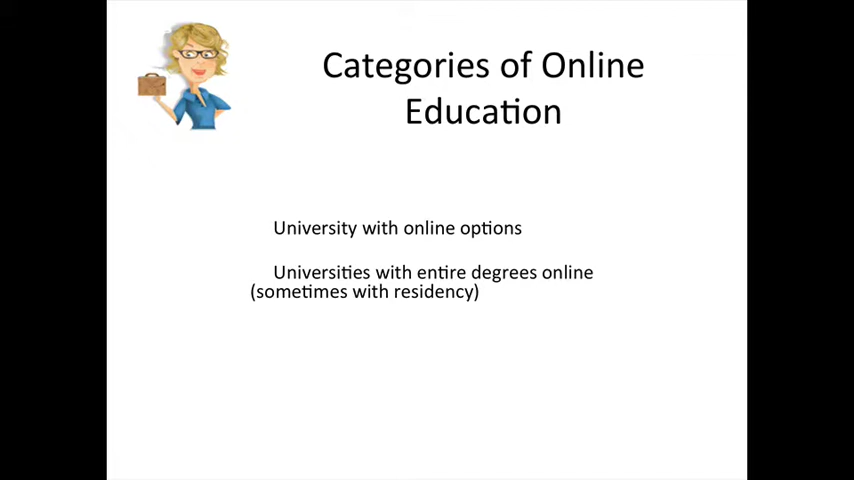 Categories of Online
Education
University with online options
Universities with entire degrees online
(sometimes with residency)